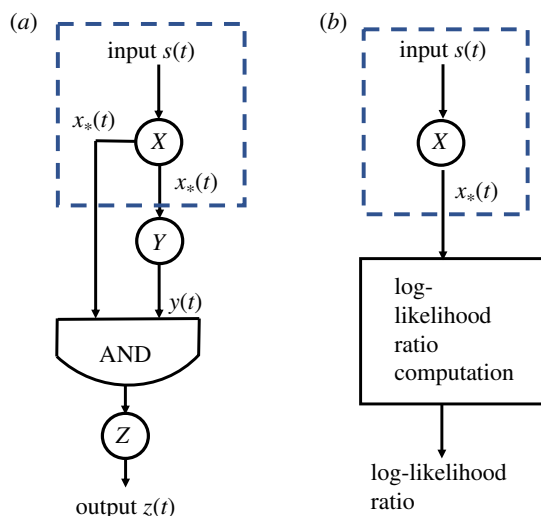 (a)
input s(t)
x*(t)
X
x*(t)
Y
y(t)
AND
Z
output z(t)
(b)
input s(t)
X
x*(t)
log-
likelihood
ratio
computation
log-likelihood
ratio